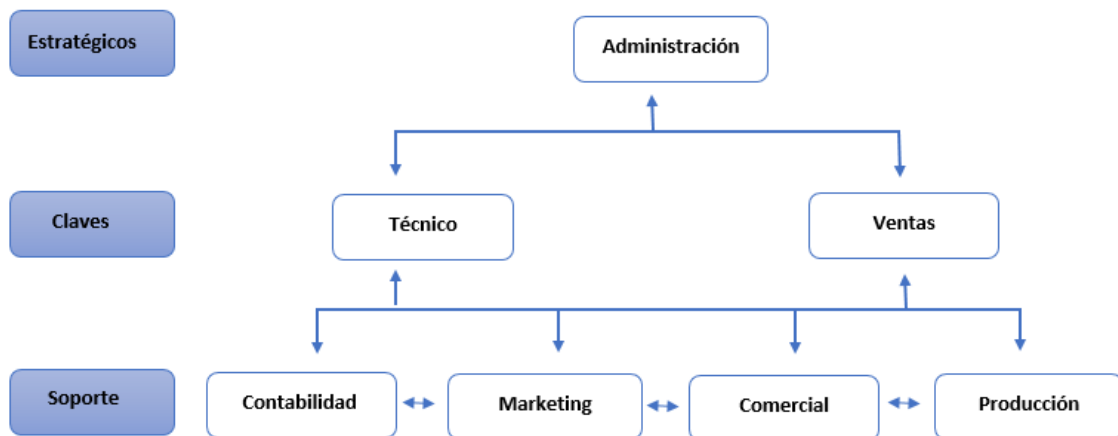 Estratégicos
Administración
Claves
Técnico
Ventas
Soporte
Contabilidad
Marketing
Comercial
Producción